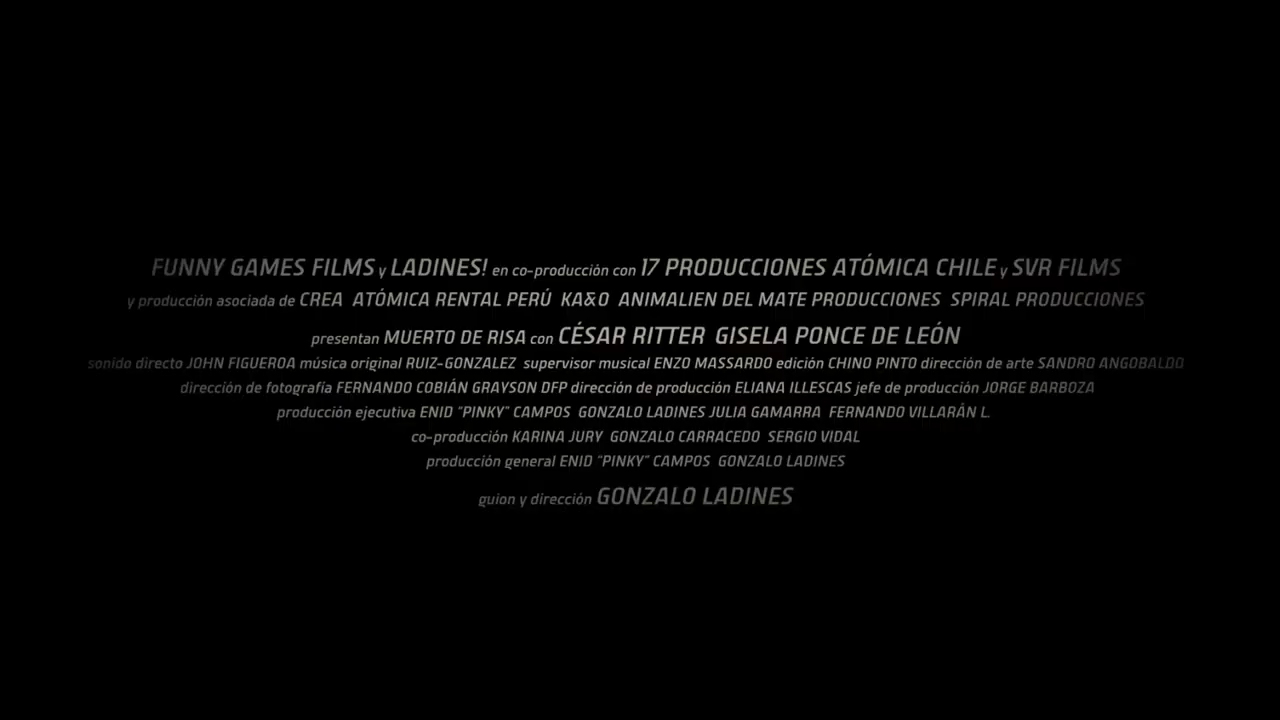 FUNNY GAMES FILMS y LADINES! en co-producción con 17 PRODUCCIONES ATÓMICA CHILE y SVR FILMS
y producción asociada de CREA ATÓMICA RENTAL PERÚ KA&O ANIMALIEN DEL MATE PRODUCCIONES SPIRAL PRODUCCIONES
presentan MUERTO DE RISA con CÉSAR RITTER GISELA PONCE DE LEÓN
sonido directo JOHN FIGUEROA música original RUIZ-GONZALEZ supervisor musical ENZO MASSARDO edición CHINO PINTO dirección de arte SANDRO ANGOBALDO
dirección de fotografía FERNANDO COBIÁN GRAYSON DFP dirección de producción ELIANA ILLESCAS jefe de producción JORGE BARBOZA
producción ejecutiva ENID "PINKY" CAMPOS GONZALO LADINES JULIA GAMARRA FERNANDO VILLARÁN L.
co-producción KARINA JURY GONZALO CARRACEDO SERGIO VIDAL
producción general ENID "PINKY" CAMPOS GONZALO LADINES
guion y dirección GONZALO LADINES